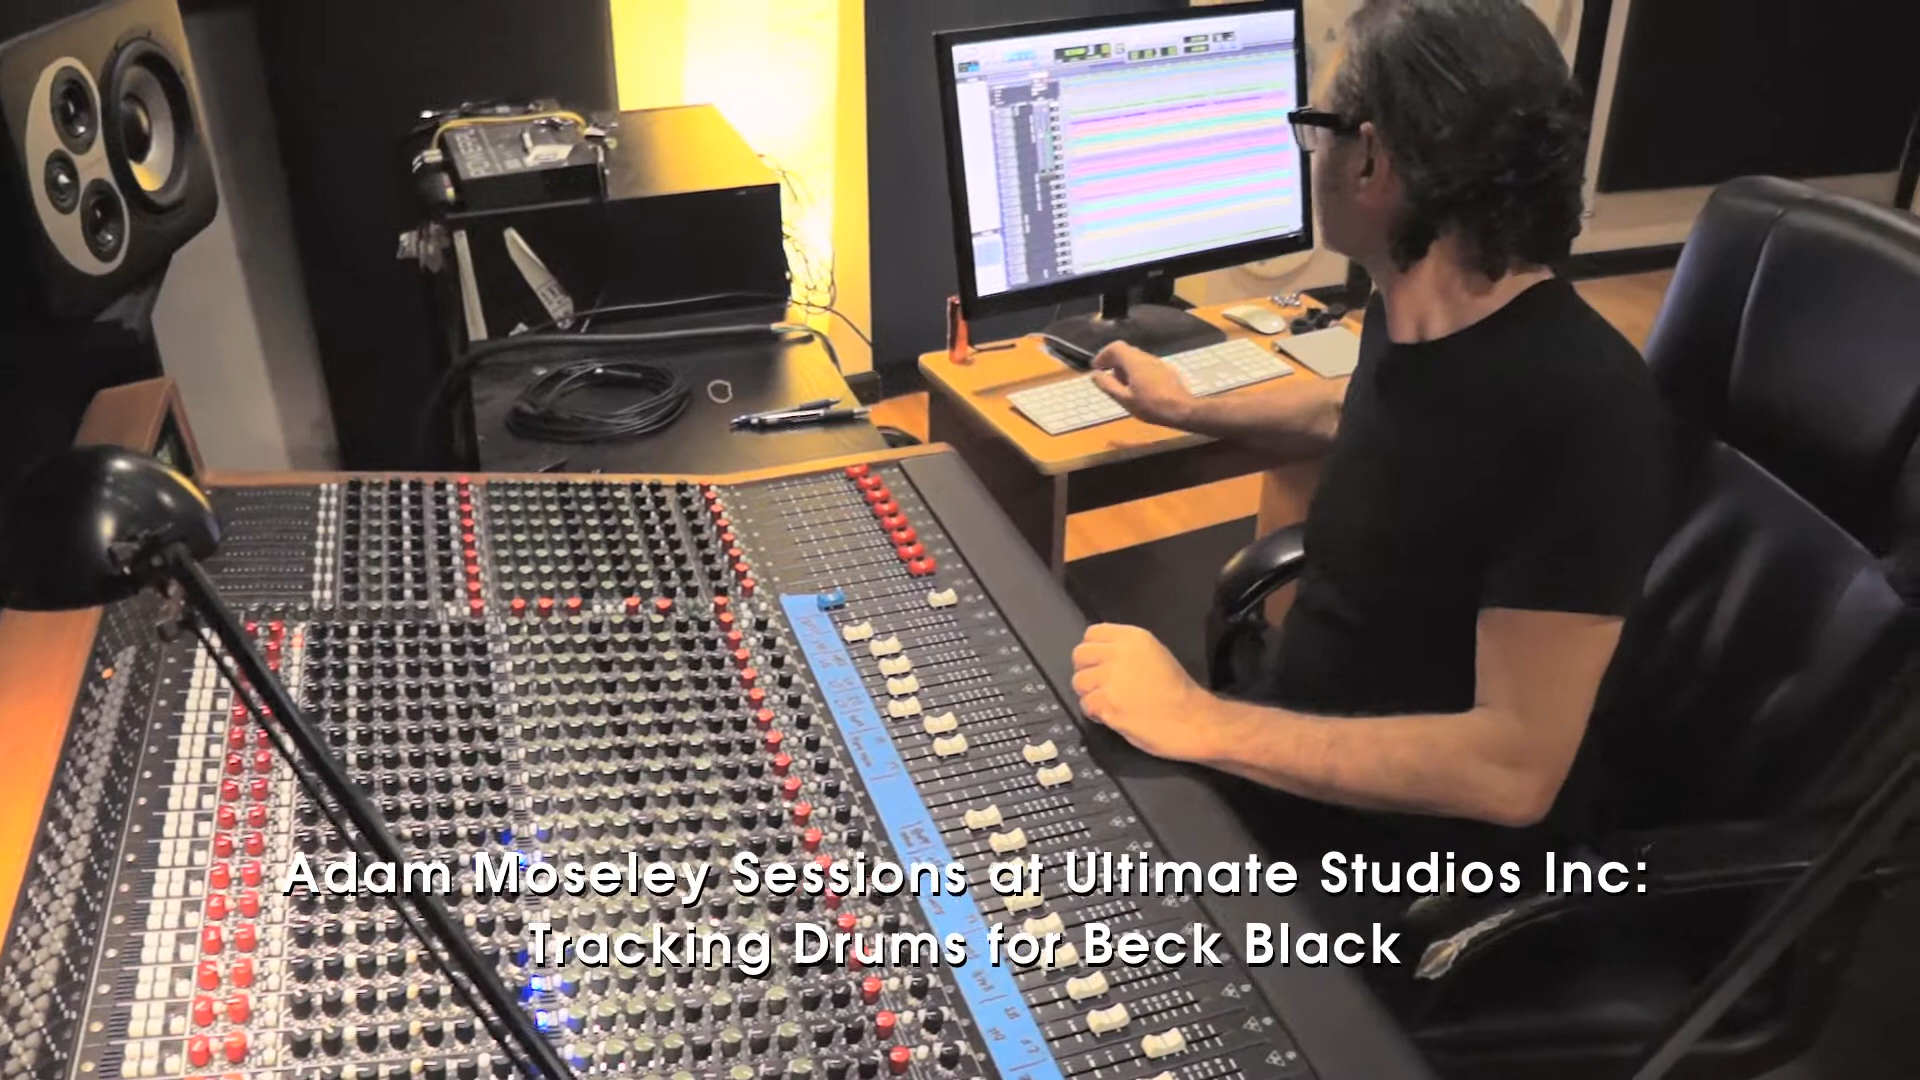 Adam Moseley Sessions at Ultimate Studios Inc:
Tracking Drums for Beck Black